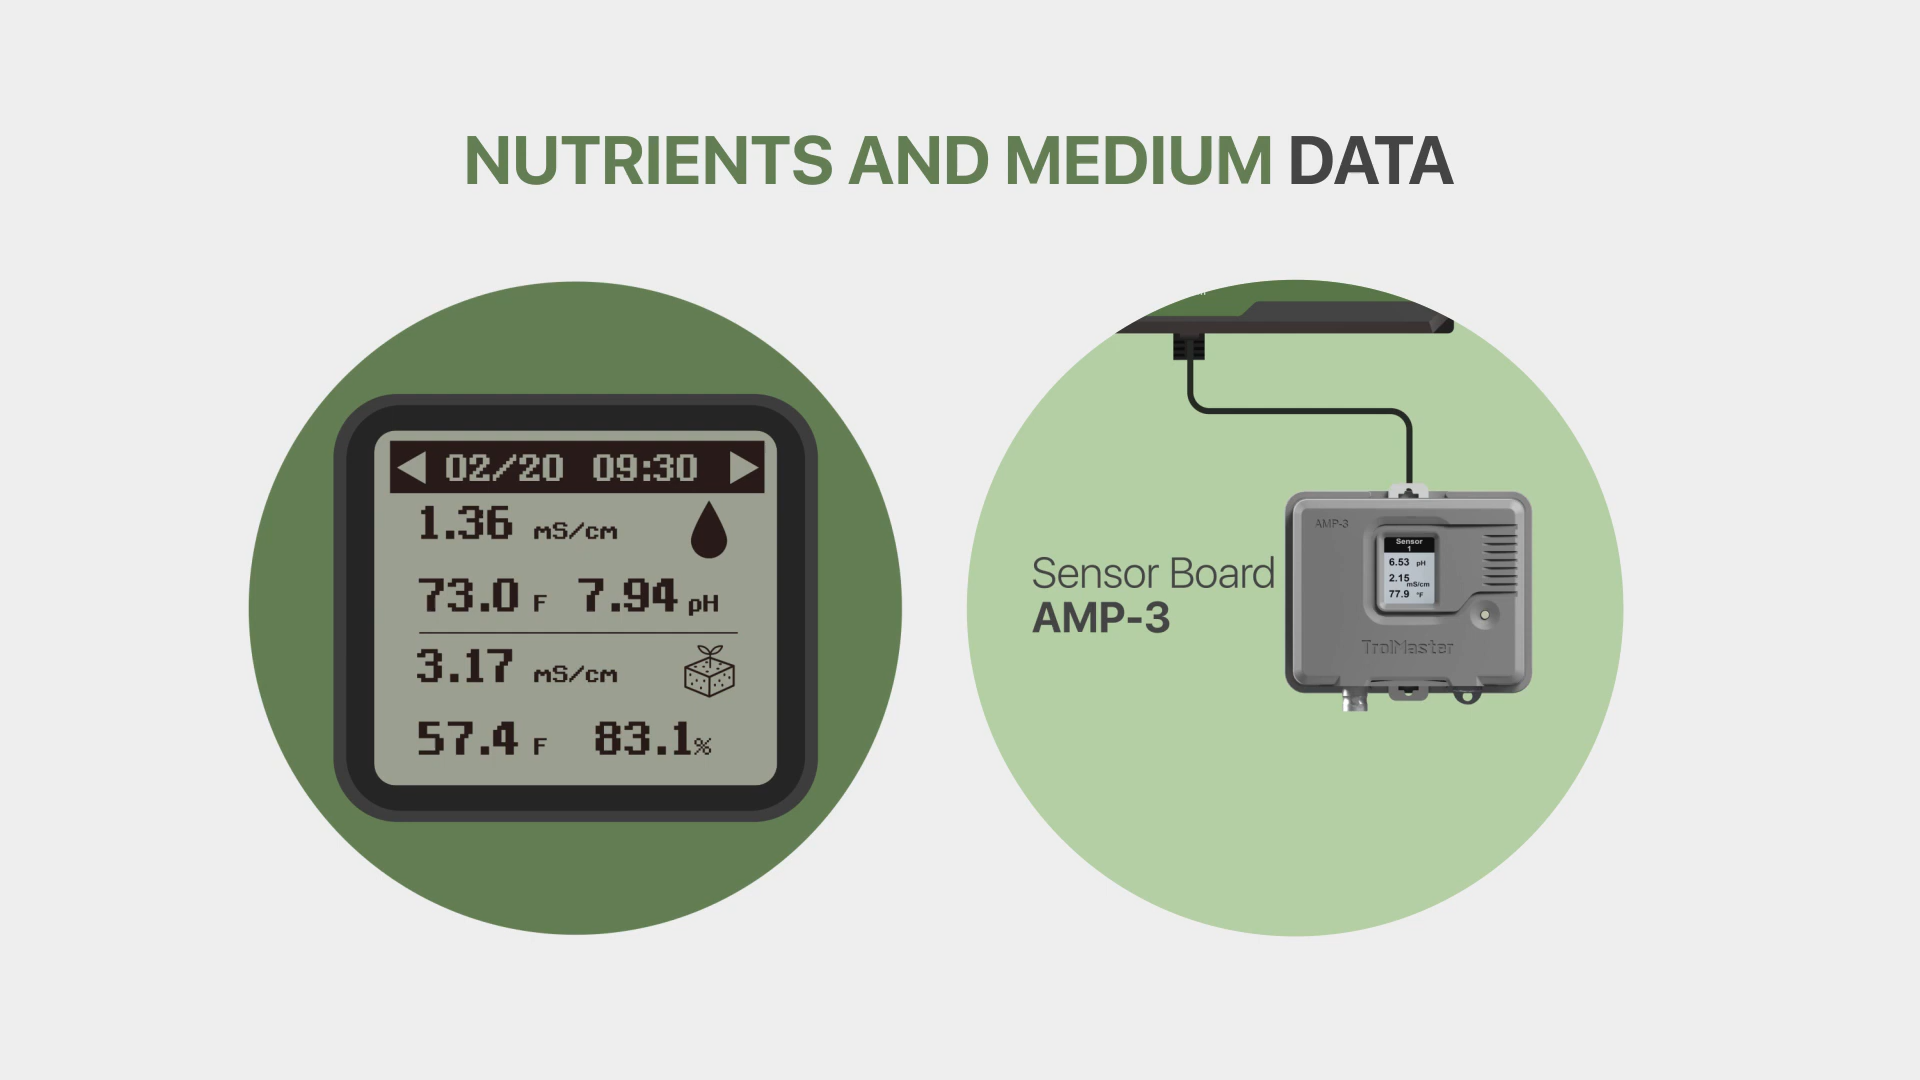 NUTRIENTS AND MEDIUM DATA
02/20 09:30
1.36 mS/cm
73.0 F 7.94 pH
3.17 mS/cm
57.4 F 83.1%
Sensor Board
AMP-3
AMP-3
Sensor
1
6.53 pH
2.15 mS/cm
77.9 °F
TrolMaster